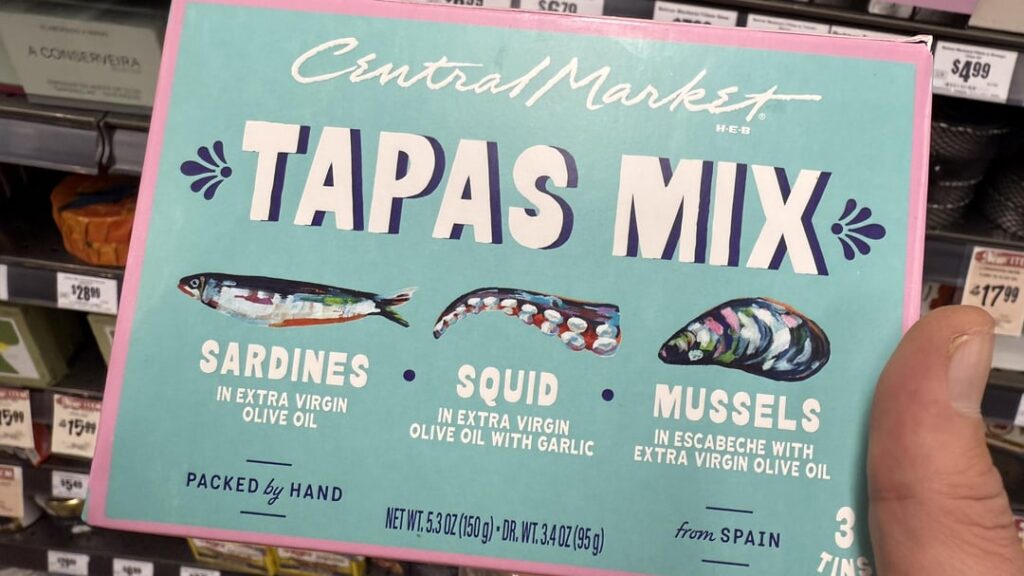 A CONSERVEIRA
$4.99
Central Market
H-E-B
TAPAS MIX
$28.99
$17.99
SARDINES
IN EXTRA VIRGIN
OLIVE OIL
•
SQUID
IN EXTRA VIRGIN
OLIVE OIL WITH GARLIC
•
MUSSELS
IN ESCABECHE WITH
EXTRA VIRGIN OLIVE OIL
$15.99
$5.49
PACKED by HAND
NET WT. 5.3 OZ (150 g) • DR. WT. 3.4 OZ (95 g)
from SPAIN
3
TINS